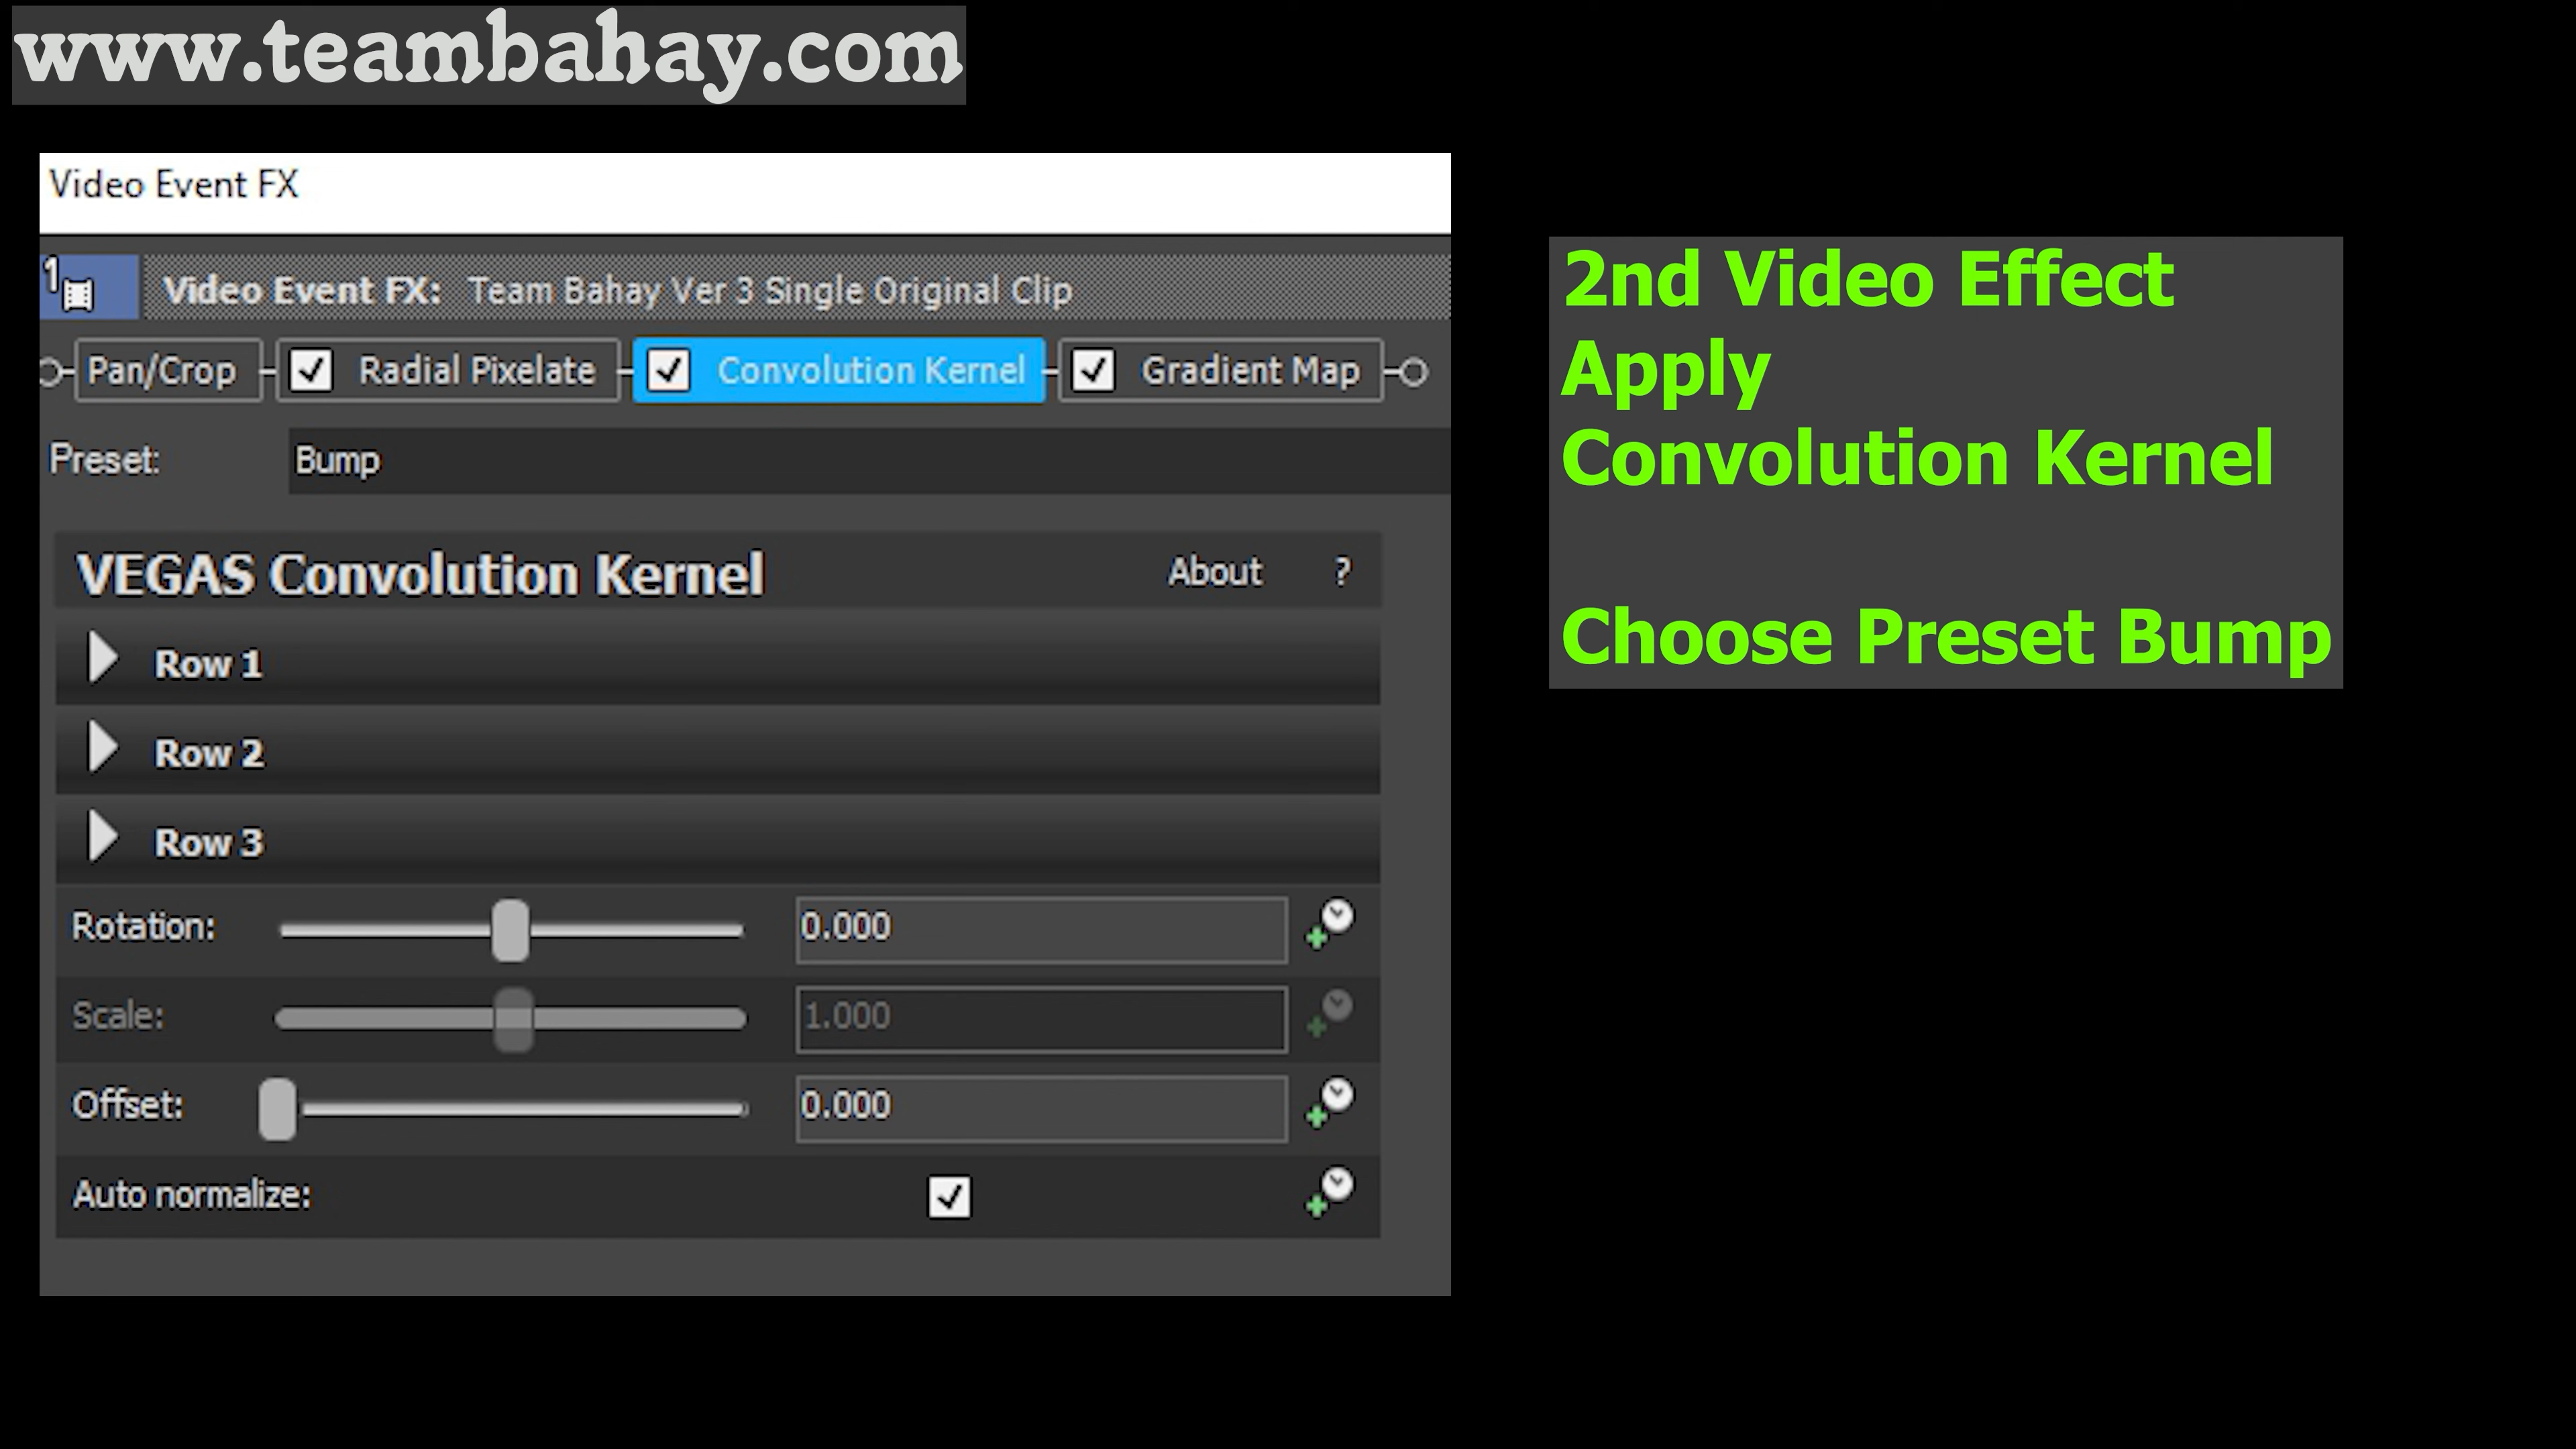 www.teambahay.com
Video Event FX
1
Video Event FX: Team Bahay Ver 3 Single Original Clip
Pan/Crop Radial Pixelate Convolution Kernel Gradient Map
Preset: Bump
VEGAS Convolution Kernel About ?
Row 1
Row 2
Row 3
Rotation: 0.000
Scale: 1.000
Offset: 0.000
Auto normalize:
2nd Video Effect
Apply
Convolution Kernel
Choose Preset Bump